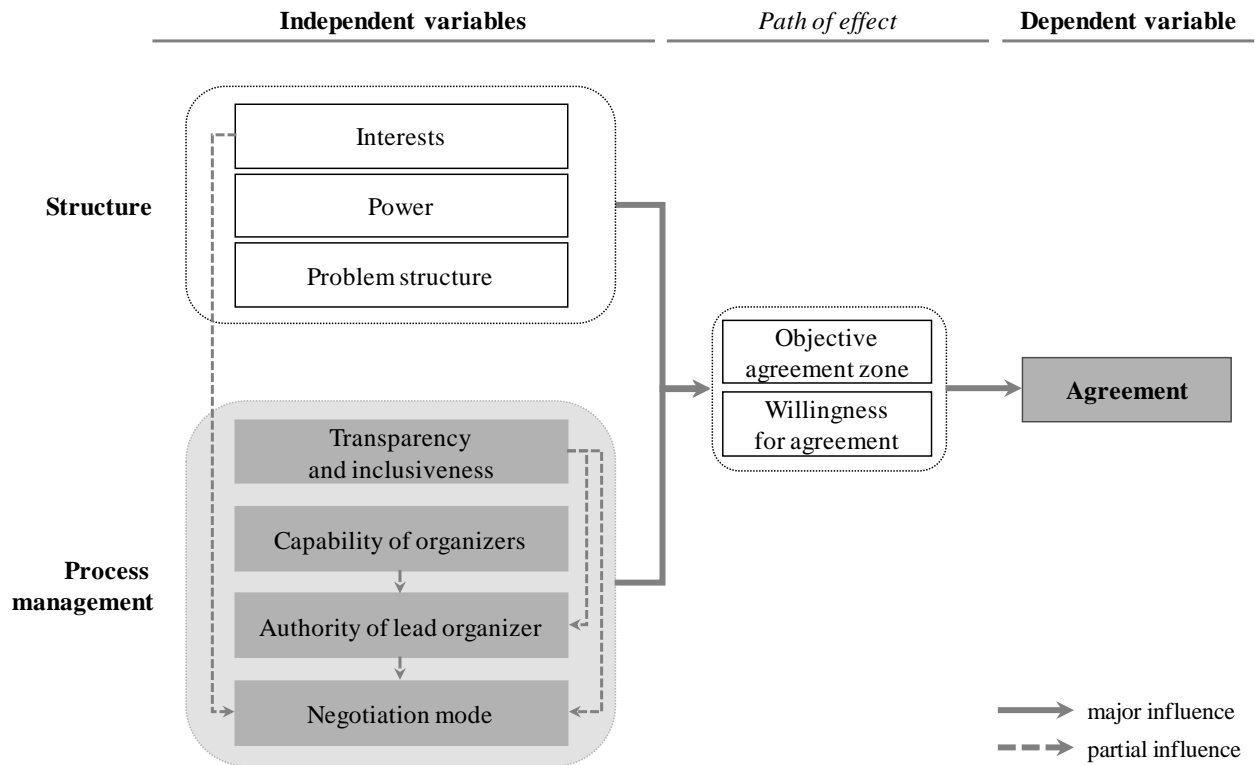 Independent variables
Path of effect
Dependent variable
Structure
Interests
Power
Problem structure
Objective
agreement zone
Willingness
for agreement
Agreement
Process
management
Transparency
and inclusiveness
Capability of organizers
Authority of lead organizer
Negotiation mode
major influence
partial influence